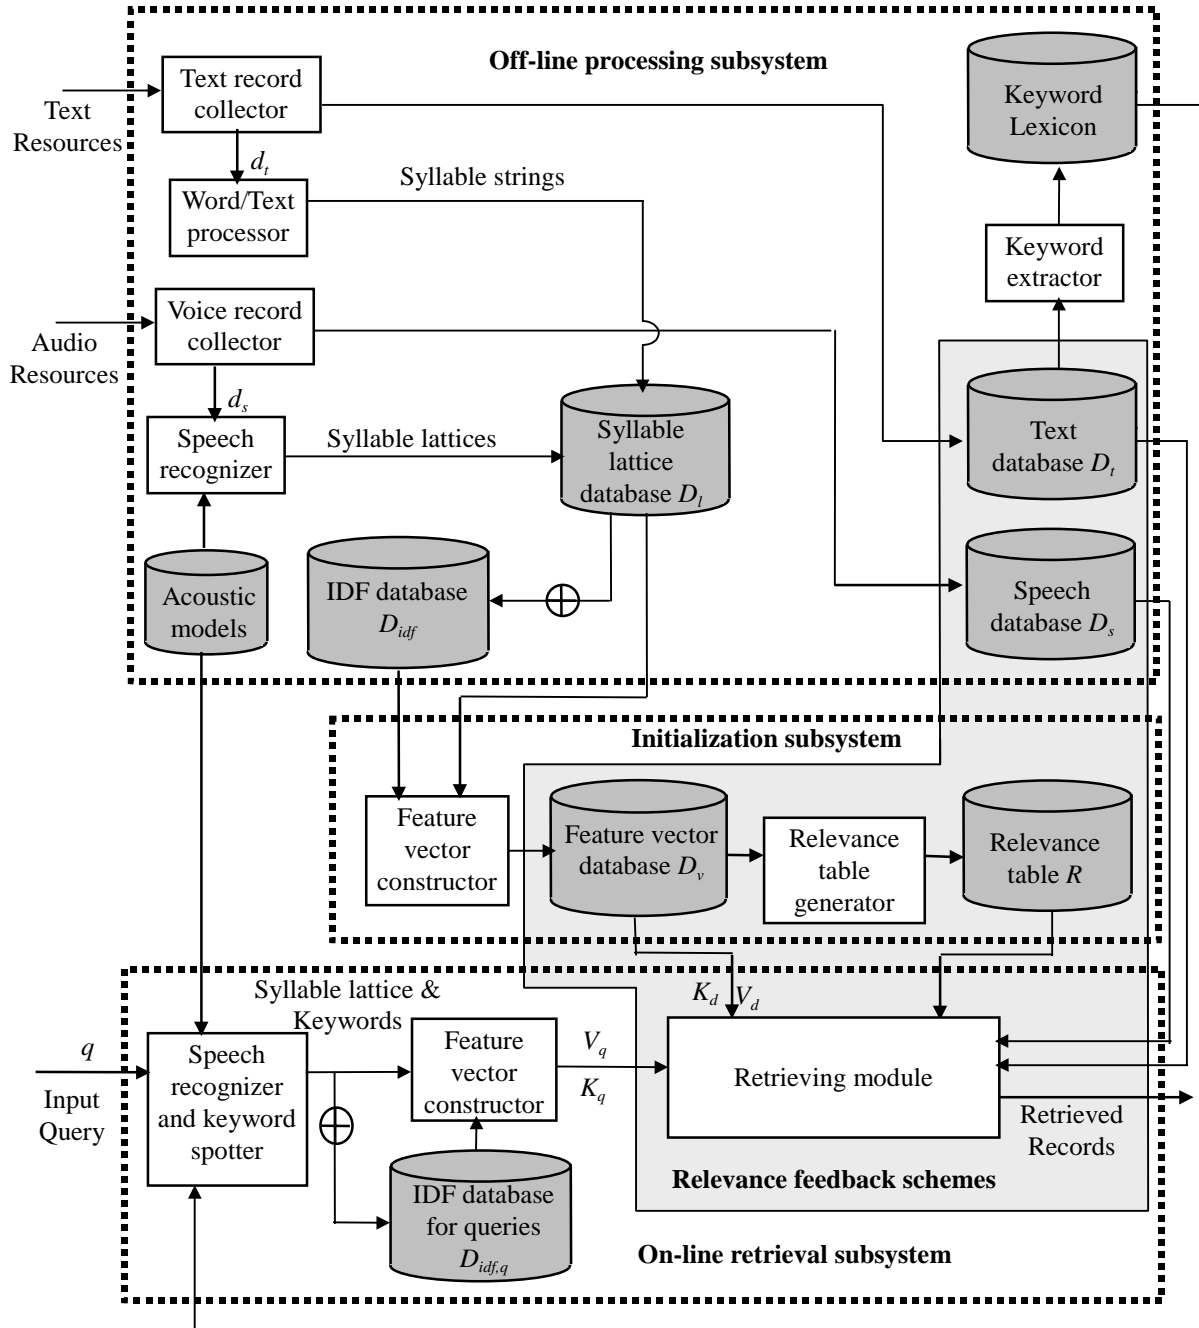 Off-line processing subsystem
Text record
collector
Text
Resources
d_t
Word/Text
processor
Syllable strings
Keyword
Lexicon
Keyword
extractor
Voice record
collector
Audio
Resources
d_s
Speech
recognizer
Syllable lattices
Syllable
lattice
database D_l
Text
database D_t
IDF database
D_idf
Acoustic
models
Speech
database D_s
Initialization subsystem
Feature
vector
constructor
Feature vector
database D_v
Relevance
table
generator
Relevance
table R
Syllable lattice &
Keywords
K_d V_d
q
Input
Query
Speech
recognizer
and keyword
spotter
Feature
vector
constructor
V_q
K_q
Retrieving module
Retrieved
Records
IDF database
for queries
D_idf,q
Relevance feedback schemes
On-line retrieval subsystem